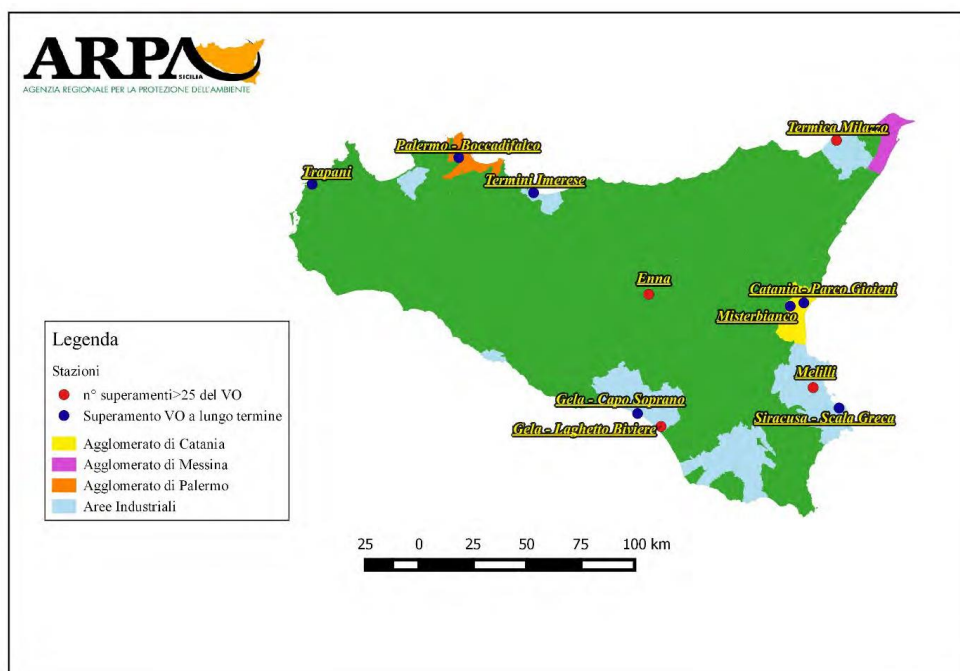 ARPA
SICILIA
AGENZIA REGIONALE PER LA PROTEZIONE DELL'AMBIENTE
Termica Milazzo
Palermo - Boccadifalco
Trapani
Termini Imerese
Enna
Catania - Parco Gioieni
Misterbianco
Melilli
Gela - Capo Soprano
Siracusa - Scala Greca
Gela - Laghetto Biviere
Legenda
Stazioni
n° superamenti>25 del VO
Superamento VO a lungo termine
Agglomerato di Catania
Agglomerato di Messina
Agglomerato di Palermo
Aree Industriali
25 0 25 50 75 100 km